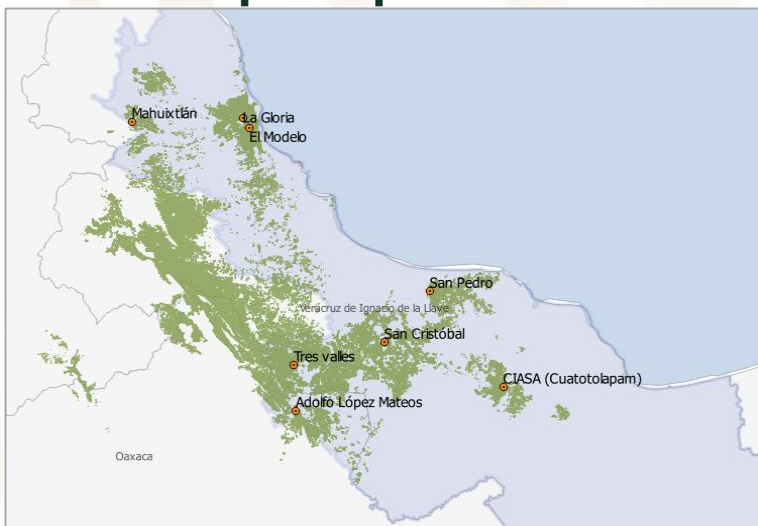 Mahuixtlán
La Gloria
El Modelo
San Pedro
Veracruz de Ignacio de la Llave
San Cristóbal
Tres valles
CIASA (Cuatotolapam)
Adolfo López Mateos
Oaxaca